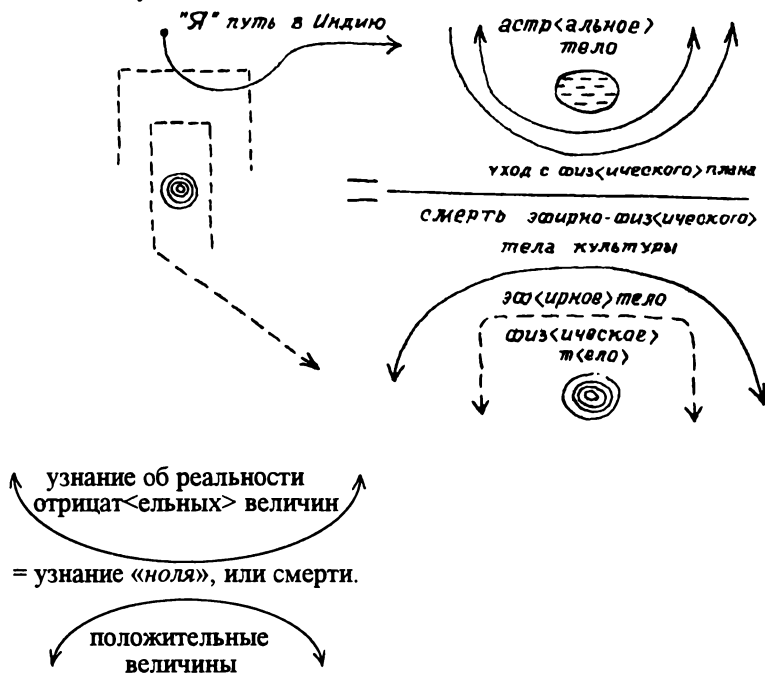 "Я" путь в Индию
астр<альное>
тело
уход с физ<ического> плана
=
смерть эфирно-физ<ического>
тела культуры
эф<ирное> тело
физ<ическое>
т<ело>
узнание об реальности
отрицат<ельных> величин
= узнание «ноля», или смерти.
положительные
величины